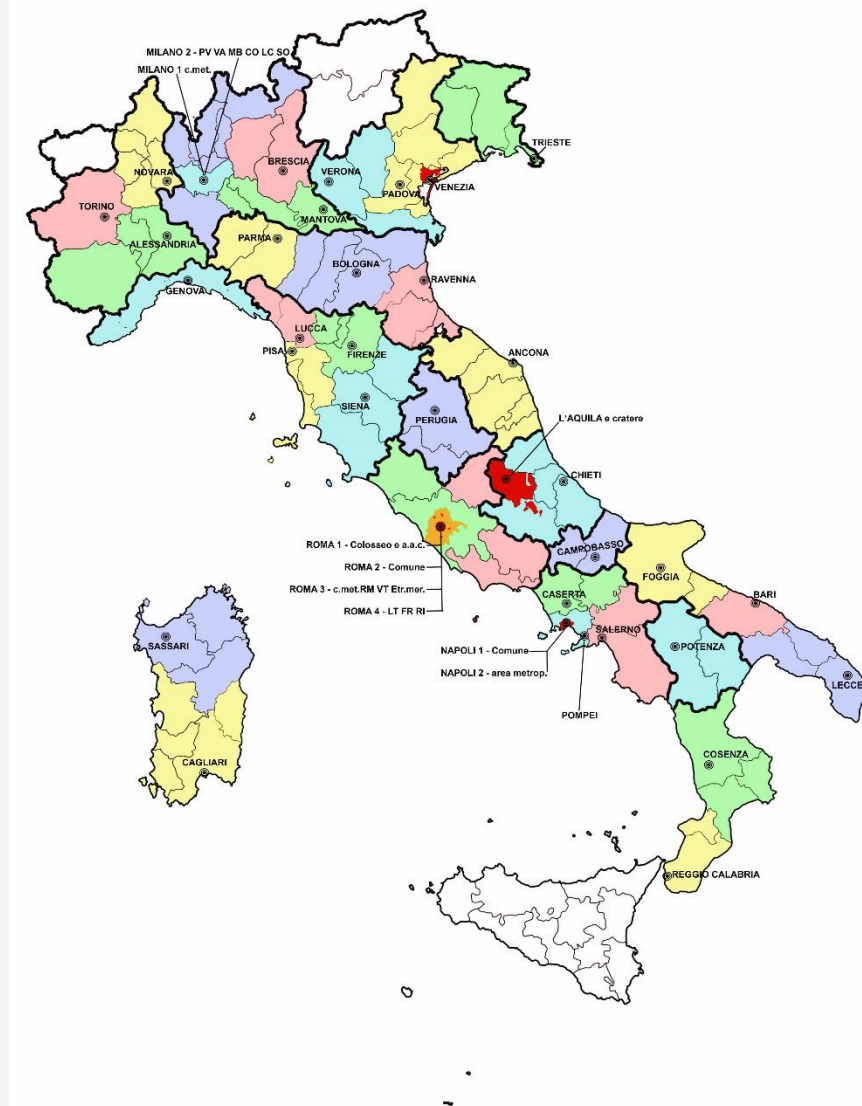 MILANO 2 - PV VA MB CO LC SO
MILANO 1 c.met.
TRIESTE
BRESCIA
NOVARA
VERONA
PADOVA
VENEZIA
TORINO
MANTOVA
ALESSANDRIA
PARMA
BOLOGNA
GENOVA
RAVENNA
LUCCA
PISA
FIRENZE
ANCONA
SIENA
PERUGIA
L'AQUILA e cratere
CHIETI
ROMA 1 - Colosseo e a.a.c.
ROMA 2 - Comune
ROMA 3 - c.met.RM VT Etr.mer.
ROMA 4 - LT FR RI
CAMPOBASSO
FOGGIA
CASERTA
BARI
SALERNO
NAPOLI 1 - Comune
NAPOLI 2 - area metrop.
POTENZA
LECCE
POMPEI
SASSARI
COSENZA
CAGLIARI
REGGIO CALABRIA